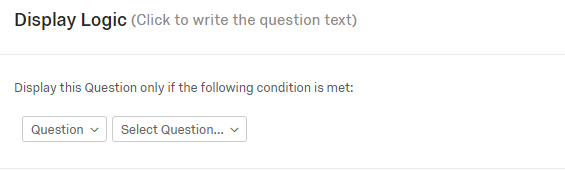 Display Logic (Click to write the question text)
Display this Question only if the following condition is met:
Question Select Question...